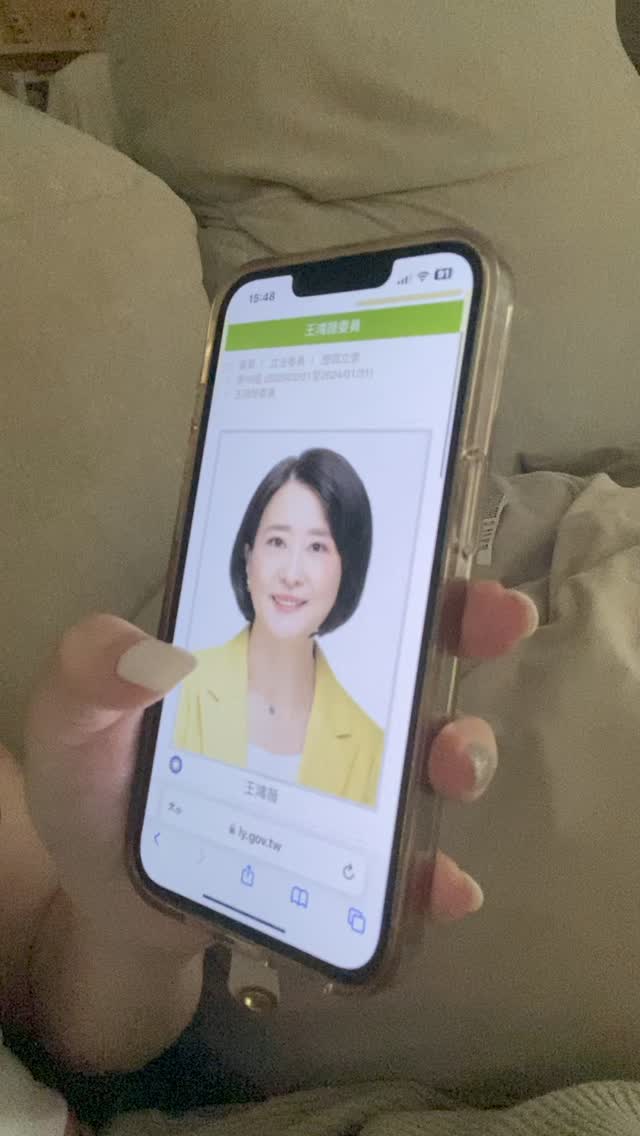 15:48
91
王鴻薇委員
首頁 / 立法委員 / 歷屆立委
第10屆 (2020/02/01至2024/01/31)
王鴻薇委員
王鴻薇
大小
ly.gov.tw